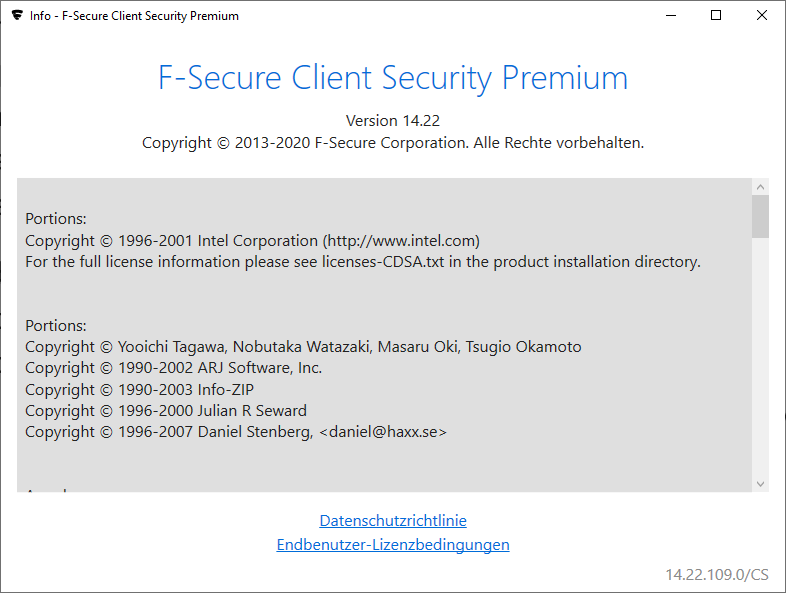 Info - F-Secure Client Security Premium
F-Secure Client Security Premium
Version 14.22
Copyright © 2013-2020 F-Secure Corporation. Alle Rechte vorbehalten.
Portions:
Copyright © 1996-2001 Intel Corporation (http://www.intel.com)
For the full license information please see licenses-CDSA.txt in the product installation directory.
Portions:
Copyright © Yooichi Tagawa, Nobutaka Watazaki, Masaru Oki, Tsugio Okamoto
Copyright © 1990-2002 ARJ Software, Inc.
Copyright © 1990-2003 Info-ZIP
Copyright © 1996-2000 Julian R Seward
Copyright © 1996-2007 Daniel Stenberg, <daniel@haxx.se>
Datenschutzrichtlinie
Endbenutzer-Lizenzbedingungen
14.22.109.0/CS